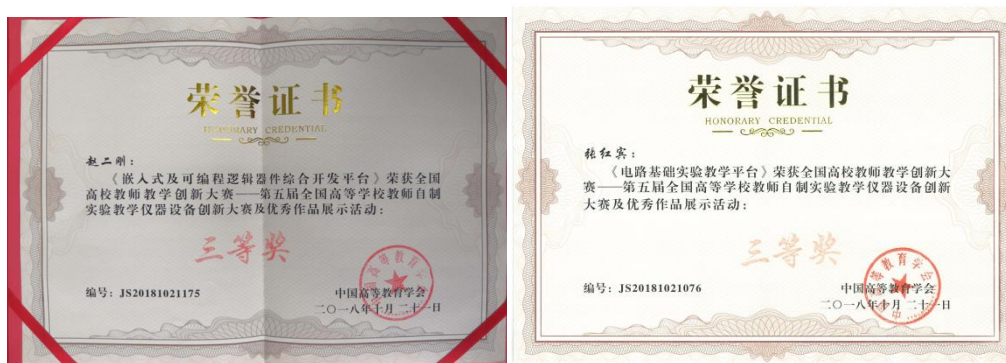 荣誉证书
HONORARY CREDENTIAL
赵二刚：
《嵌入式及可编程逻辑器件综合开发平台》荣获全国
高校教师教学创新大赛——第五届全国高等学校教师自制
实验教学仪器设备创新大赛及优秀作品展示活动：
三等奖
编号：JS20181021175
中国高等教育学会
二〇一八年十月二十一日
荣誉证书
HONORARY CREDENTIAL
张红宾：
《电路基础实验教学平台》荣获全国高校教师教学创新大
赛——第五届全国高等学校教师自制实验教学仪器设备创新
大赛及优秀作品展示活动：
三等奖
编号：JS20181021076
中国高等教育学会
二〇一八年十月二十一日